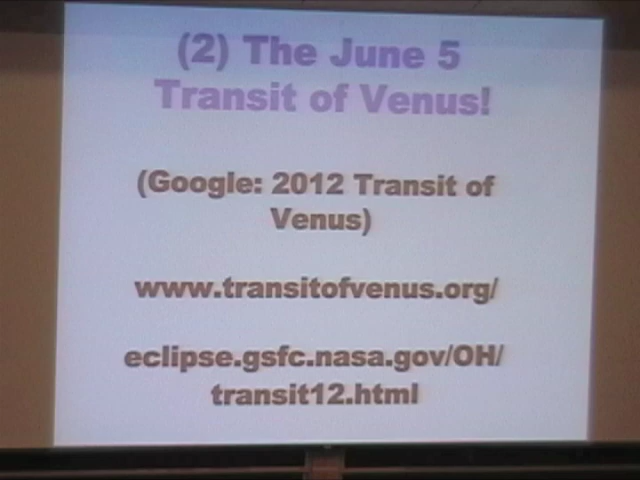 (2) The June 5
Transit of Venus!
(Google: 2012 Transit of
Venus)
www.transitofvenus.org/
eclipse.gsfc.nasa.gov/OH/
transit12.html